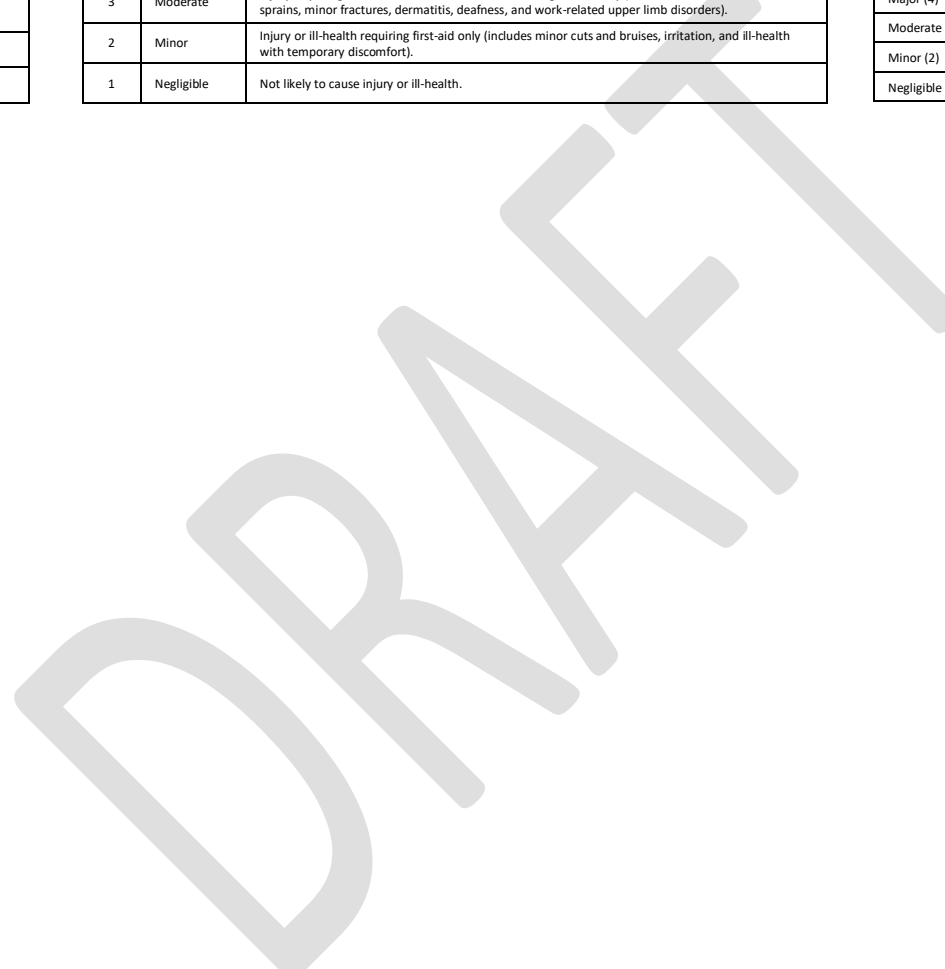 3 Moderate
sprains, minor fractures, dermatitis, deafness, and work-related upper limb disorders).
2 Minor
Injury or ill-health requiring first-aid only (includes minor cuts and bruises, irritation, and ill-health
with temporary discomfort).
1 Negligible Not likely to cause injury or ill-health.
Major (4)
Moderate
Minor (2)
Negligible
DRAFT